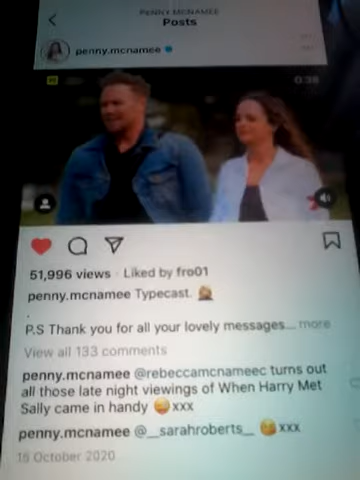 PENNY.MCNAMEE
Posts
penny.mcnamee
0:38
51,996 views · Liked by fro01
penny.mcnamee Typecast. 🤦
.
P.S Thank you for all your lovely messages... more
View all 133 comments
penny.mcnamee @rebeccamcnameec turns out
all those late night viewings of When Harry Met
Sally came in handy 😜xxx
penny.mcnamee @__sarahroberts__ 😘xxx
15 October 2020